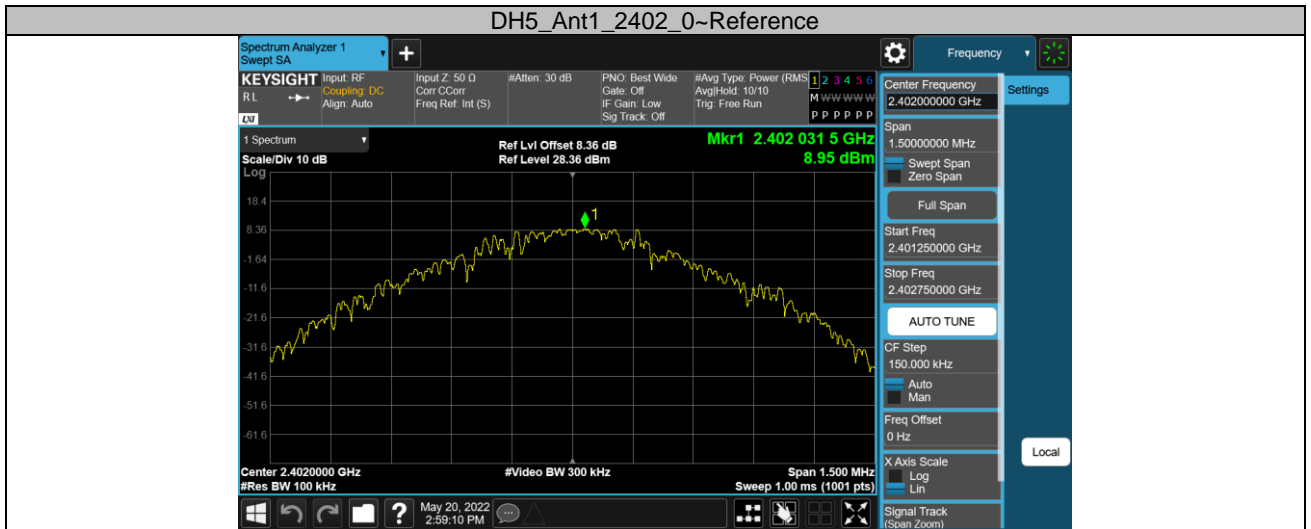 DH5_Ant1_2402_0~Reference
Spectrum Analyzer 1
Swept SA
+
Frequency
KEYSIGHT
R L
LXI
Input: RF
Coupling: DC
Align: Auto
Input Z: 50 Ω
Corr CCorr
Freq Ref: Int (S)
#Atten: 30 dB
PNO: Best Wide
Gate: Off
IF Gain: Low
Sig Track: Off
#Avg Type: Power (RMS
Avg|Hold: 10/10
Trig: Free Run
1 2 3 4 5 6
M W W W W W
P P P P P P
1 Spectrum
Scale/Div 10 dB
Ref Lvl Offset 8.36 dB
Ref Level 28.36 dBm
Mkr1 2.402 031 5 GHz
8.95 dBm
Log
18.4
8.36
-1.64
-11.6
-21.6
-31.6
-41.6
-51.6
-61.6
1
Center 2.4020000 GHz
#Res BW 100 kHz
#Video BW 300 kHz
Span 1.500 MHz
Sweep 1.00 ms (1001 pts)
?
May 20, 2022
2:59:10 PM
Center Frequency
2.402000000 GHz
Settings
Span
1.50000000 MHz
Swept Span
Zero Span
Full Span
Start Freq
2.401250000 GHz
Stop Freq
2.402750000 GHz
AUTO TUNE
CF Step
150.000 kHz
Auto
Man
Freq Offset
0 Hz
X Axis Scale
Log
Lin
Local
Signal Track
(Span Zoom)